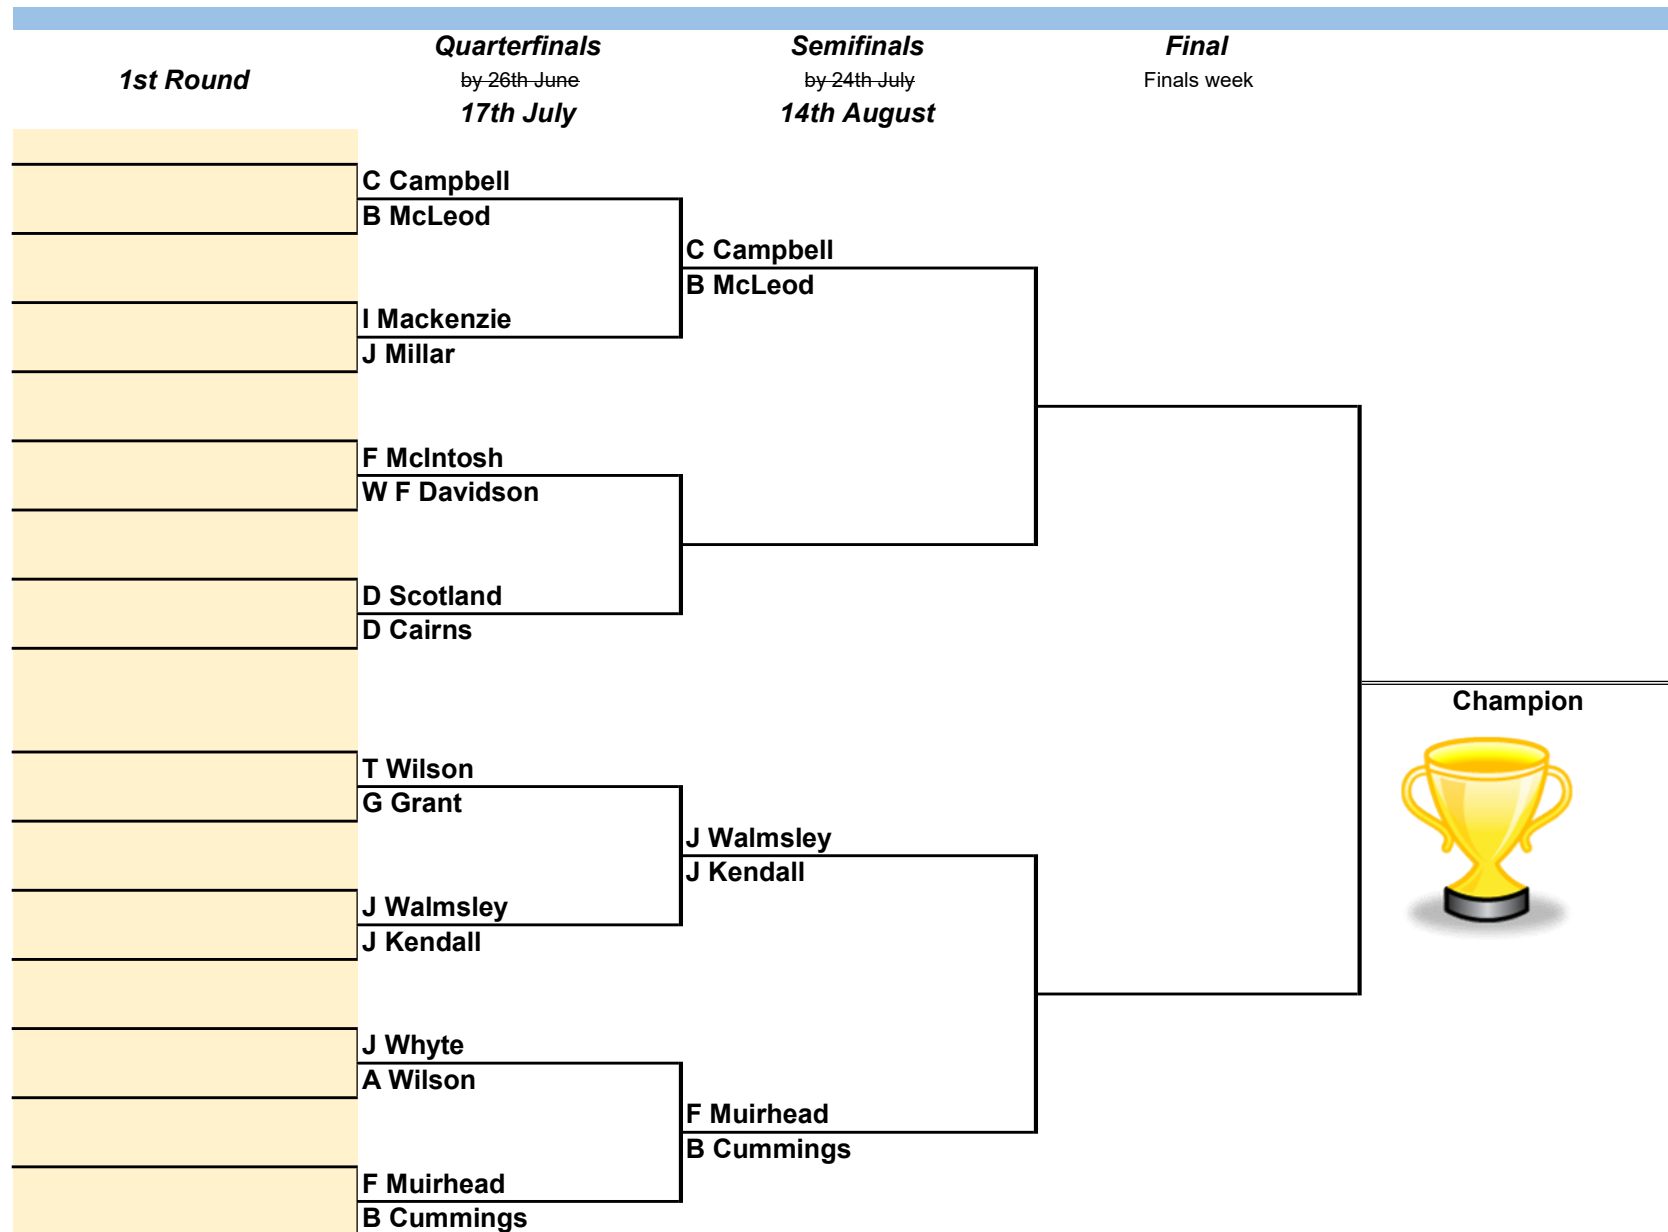 Quarterfinals
Semifinals
Final
1st Round
by 26th June
by 24th July
Finals week
17th July
14th August
C Campbell
B McLeod
C Campbell
B McLeod
I Mackenzie
J Millar
F McIntosh
W F Davidson
D Scotland
D Cairns
Champion
T Wilson
G Grant
J Walmsley
J Kendall
J Walmsley
J Kendall
J Whyte
A Wilson
F Muirhead
B Cummings
F Muirhead
B Cummings